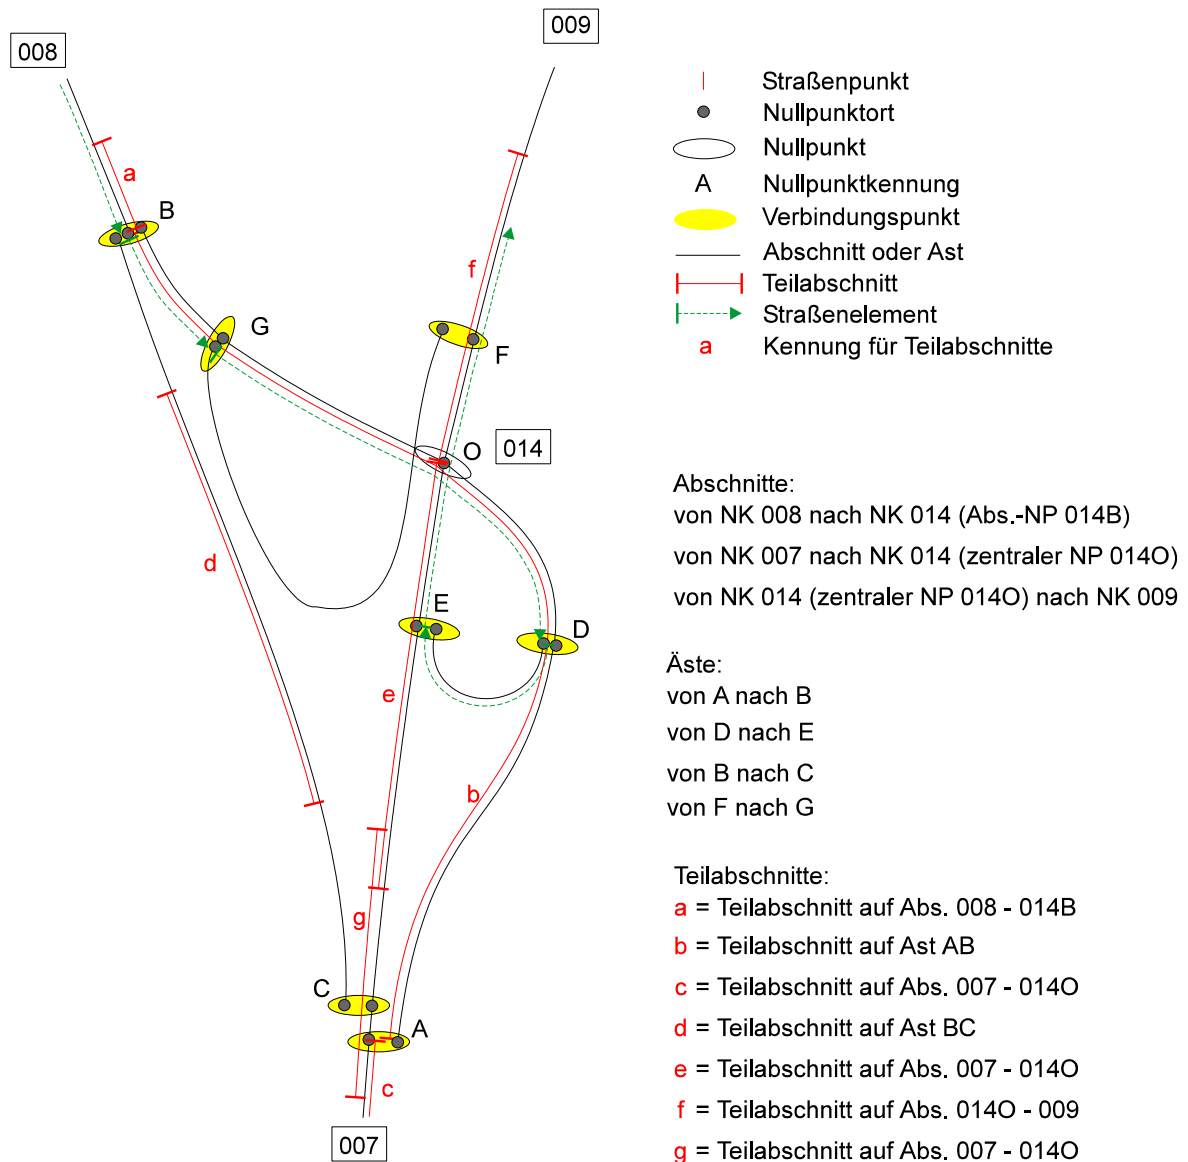 008
009
a
B
G
f
F
O
014
d
E
D
e
b
g
C
A
c
007
Straßenpunkt
Nullpunktort
Nullpunkt
A Nullpunktkennung
Verbindungspunkt
Abschnitt oder Ast
Teilabschnitt
Straßenelement
a Kennung für Teilabschnitte
Abschnitte:
von NK 008 nach NK 014 (Abs.-NP 014B)
von NK 007 nach NK 014 (zentraler NP 014O)
von NK 014 (zentraler NP 014O) nach NK 009
Äste:
von A nach B
von D nach E
von B nach C
von F nach G
Teilabschnitte:
a = Teilabschnitt auf Abs. 008 - 014B
b = Teilabschnitt auf Ast AB
c = Teilabschnitt auf Abs. 007 - 014O
d = Teilabschnitt auf Ast BC
e = Teilabschnitt auf Abs. 007 - 014O
f = Teilabschnitt auf Abs. 014O - 009
g = Teilabschnitt auf Abs. 007 - 014O